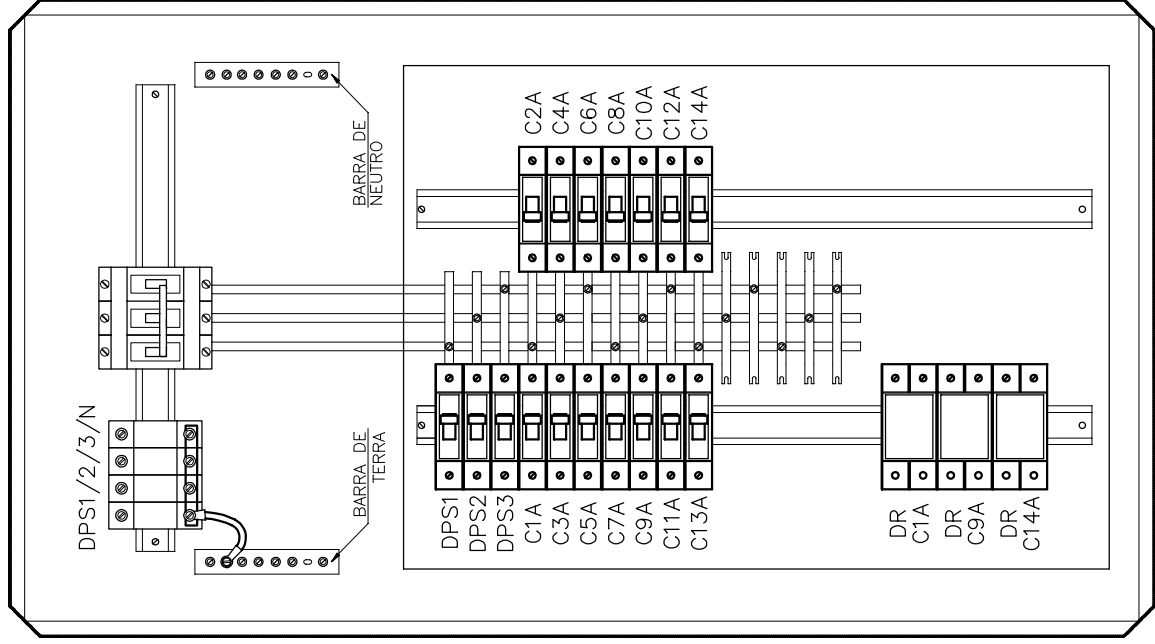 C2A
C4A
C6A
C8A
C10A
C12A
C14A
BARRA DE
NEUTRO
DPS1/2/3/N
BARRA DE
TERRA
DPS1
DPS2
DPS3
C1A
C3A
C5A
C7A
C9A
C11A
C13A
DR
C1A
DR
C9A
DR
C14A